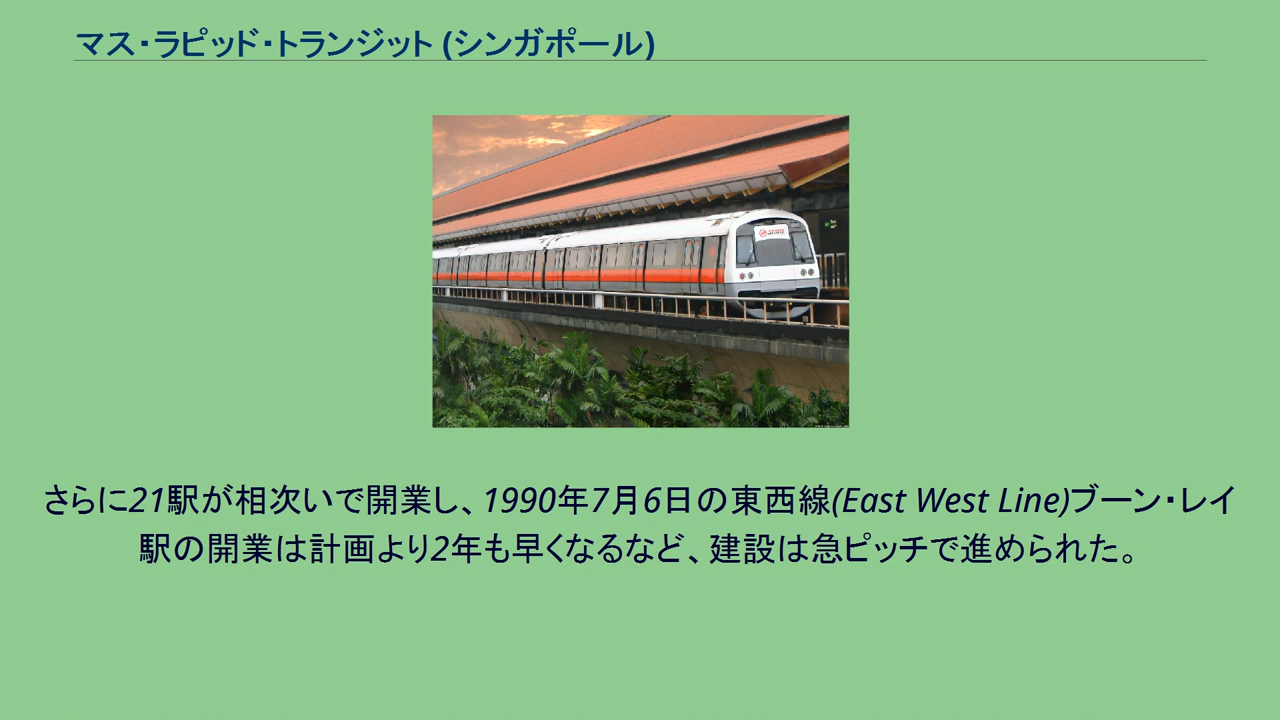 マス・ラピッド・トランジット (シンガポール)
さらに21駅が相次いで開業し、1990年7月6日の東西線(East West Line)ブーン・レイ
駅の開業は計画より2年も早くなるなど、建設は急ピッチで進められた。